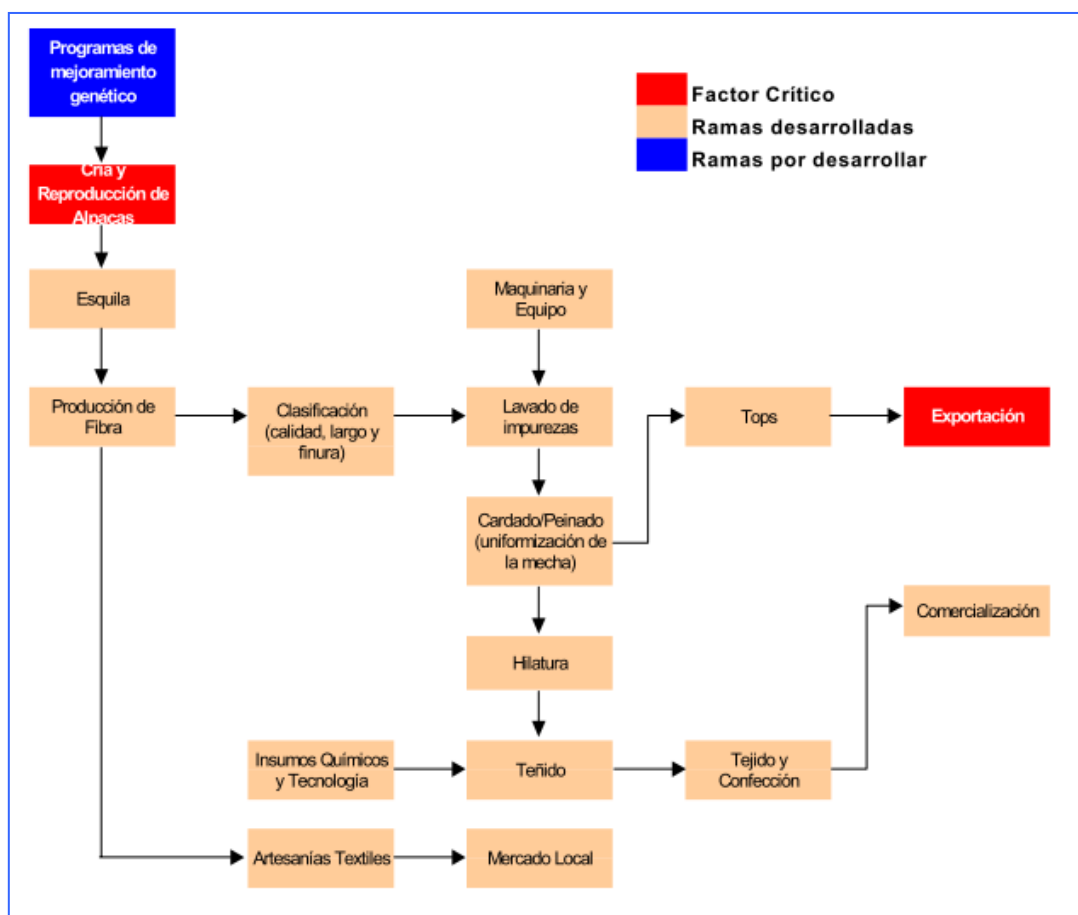 Programas de
mejoramiento
genético
Factor Crítico
Ramas desarrolladas
Ramas por desarrollar
Cría y
Reproducción de
Alpacas
Esquila
Maquinaria y
Equipo
Producción de
Fibra
Clasificación
(calidad, largo y
finura)
Lavado de
impurezas
Tops
Exportación
Cardado/Peinado
(uniformización de
la mecha)
Comercialización
Hilatura
Insumos Químicos
y Tecnología
Teñido
Tejido y
Confección
Artesanías Textiles
Mercado Local